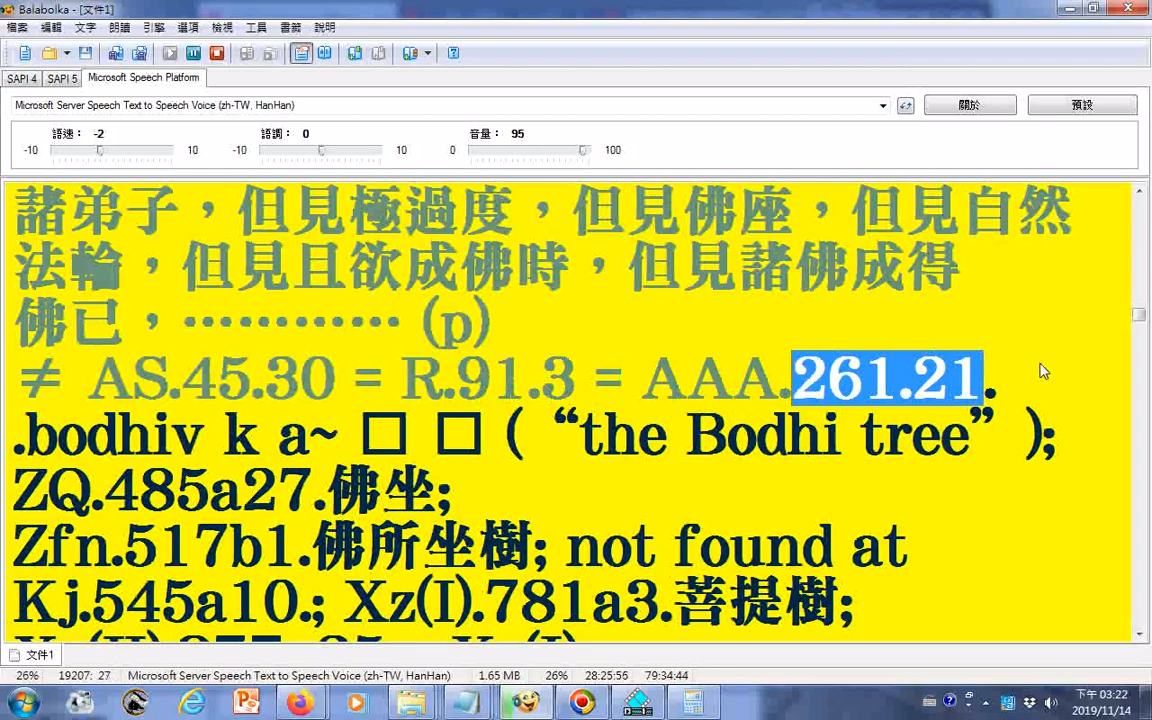 Balabolka - [文件1]
檔案 編輯 文字 朗讀 引擎 選項 檢視 工具 書籤 說明
SAPI 4 SAPI 5 Microsoft Speech Platform
Microsoft Server Speech Text to Speech Voice (zh-TW, HanHan) 關於 預設
語速： -2 語調： 0 音量： 95
-10 10 -10 10 0 100
諸弟子，但見極過度，但見佛座，但見自然
法輪，但見且欲成佛時，但見諸佛成得
佛已，………… (p)
≠ AS.45.30 = R.91.3 = AAA.261.21.
.bodhiv k a~ □ □ ( “the Bodhi tree” );
ZQ.485a27.佛坐;
Zfn.517b1.佛所坐樹; not found at
Kj.545a10.; Xz(I).781a3.菩提樹;
文件1
26% 19207: 27 Microsoft Server Speech Text to Speech Voice (zh-TW, HanHan) 1.65 MB 26% 28:25:56 79:34:44
下午 03:22
2019/11/14